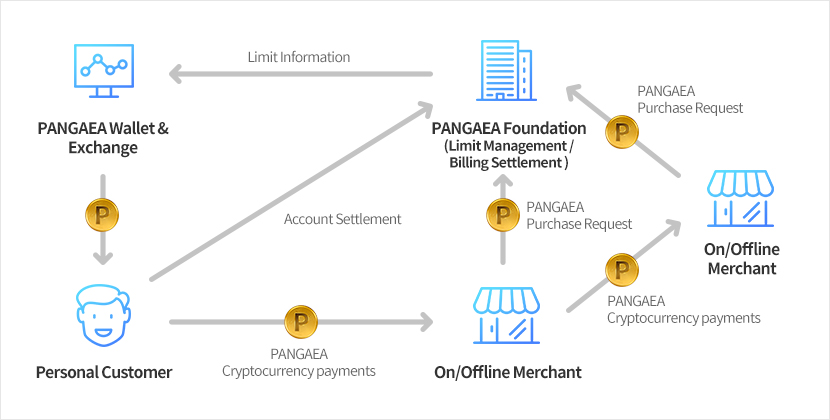 Limit Information
PANGAEA Wallet &
Exchange
PANGAEA Foundation
(Limit Management /
Billing Settlement )
PANGAEA
Purchase Request
P
P
Account Settlement
P
PANGAEA
Purchase Request
On/Offline
Merchant
P
PANGAEA
Cryptocurrency payments
P
PANGAEA
Cryptocurrency payments
Personal Customer
On/Offline Merchant